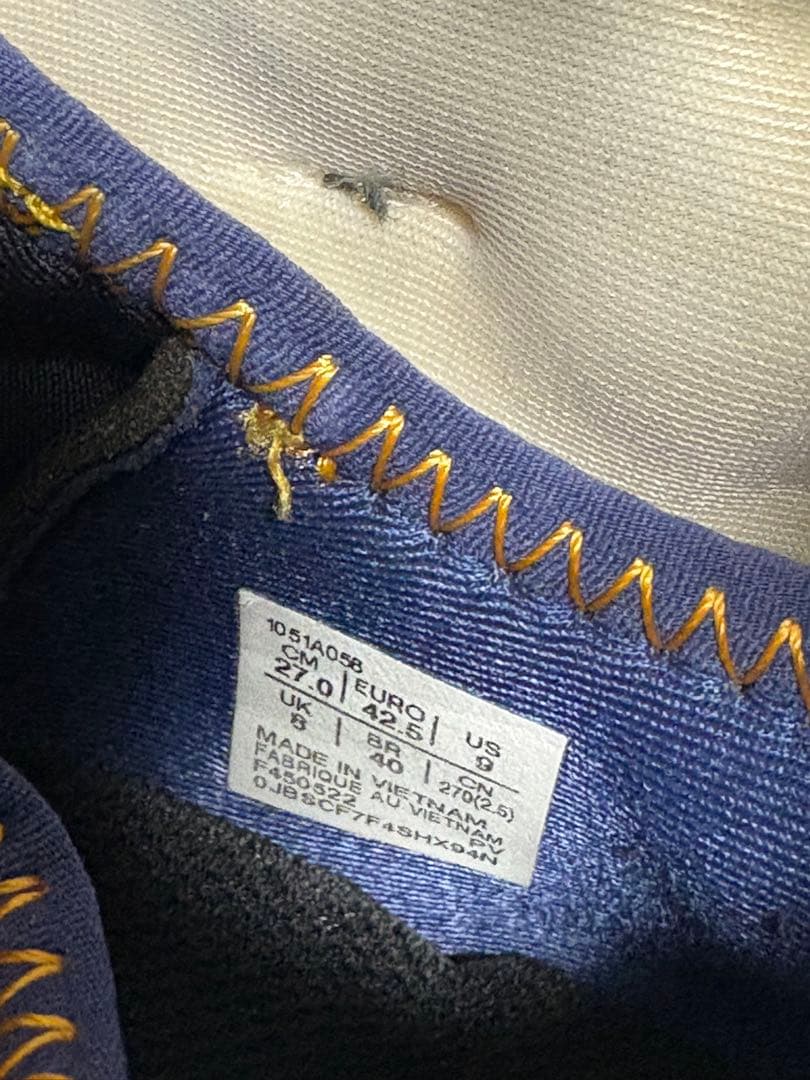 1051A058
CM 27.0 | EURO 42.5 | US 9
UK 8 | BR 40 | CN 270(2.5)
MADE IN VIETNAM
FABRIQUE AU VIETNAM
F450522 PV
0JBSCF7F4SHX94N